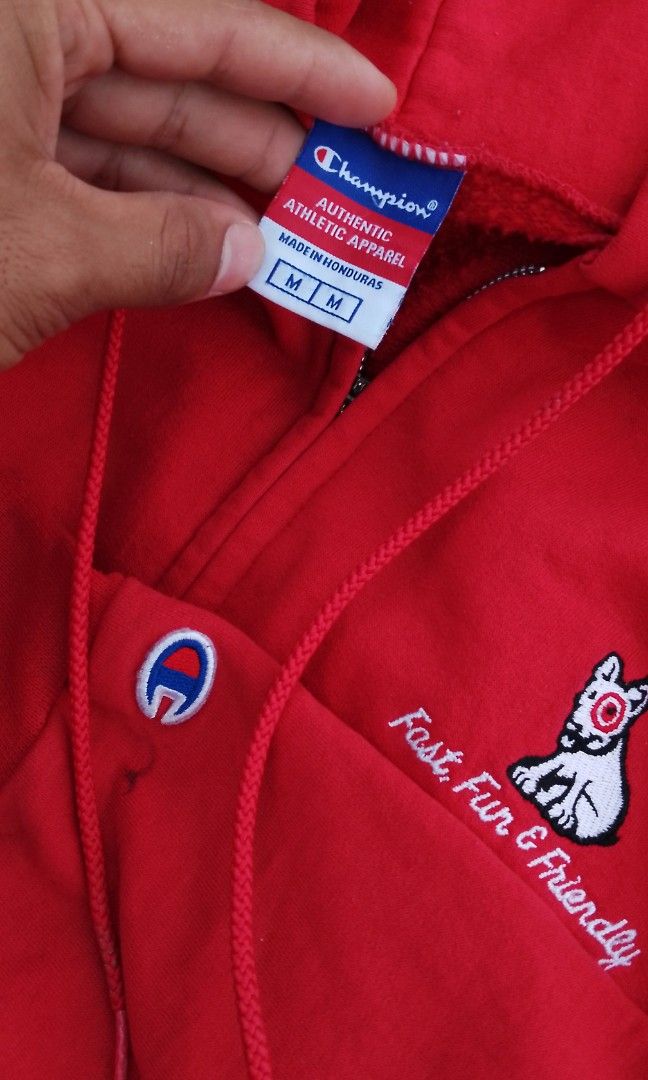 Champion®
AUTHENTIC
ATHLETIC APPAREL
MADE IN HONDURAS
M M
Fast, Fun & Friendly